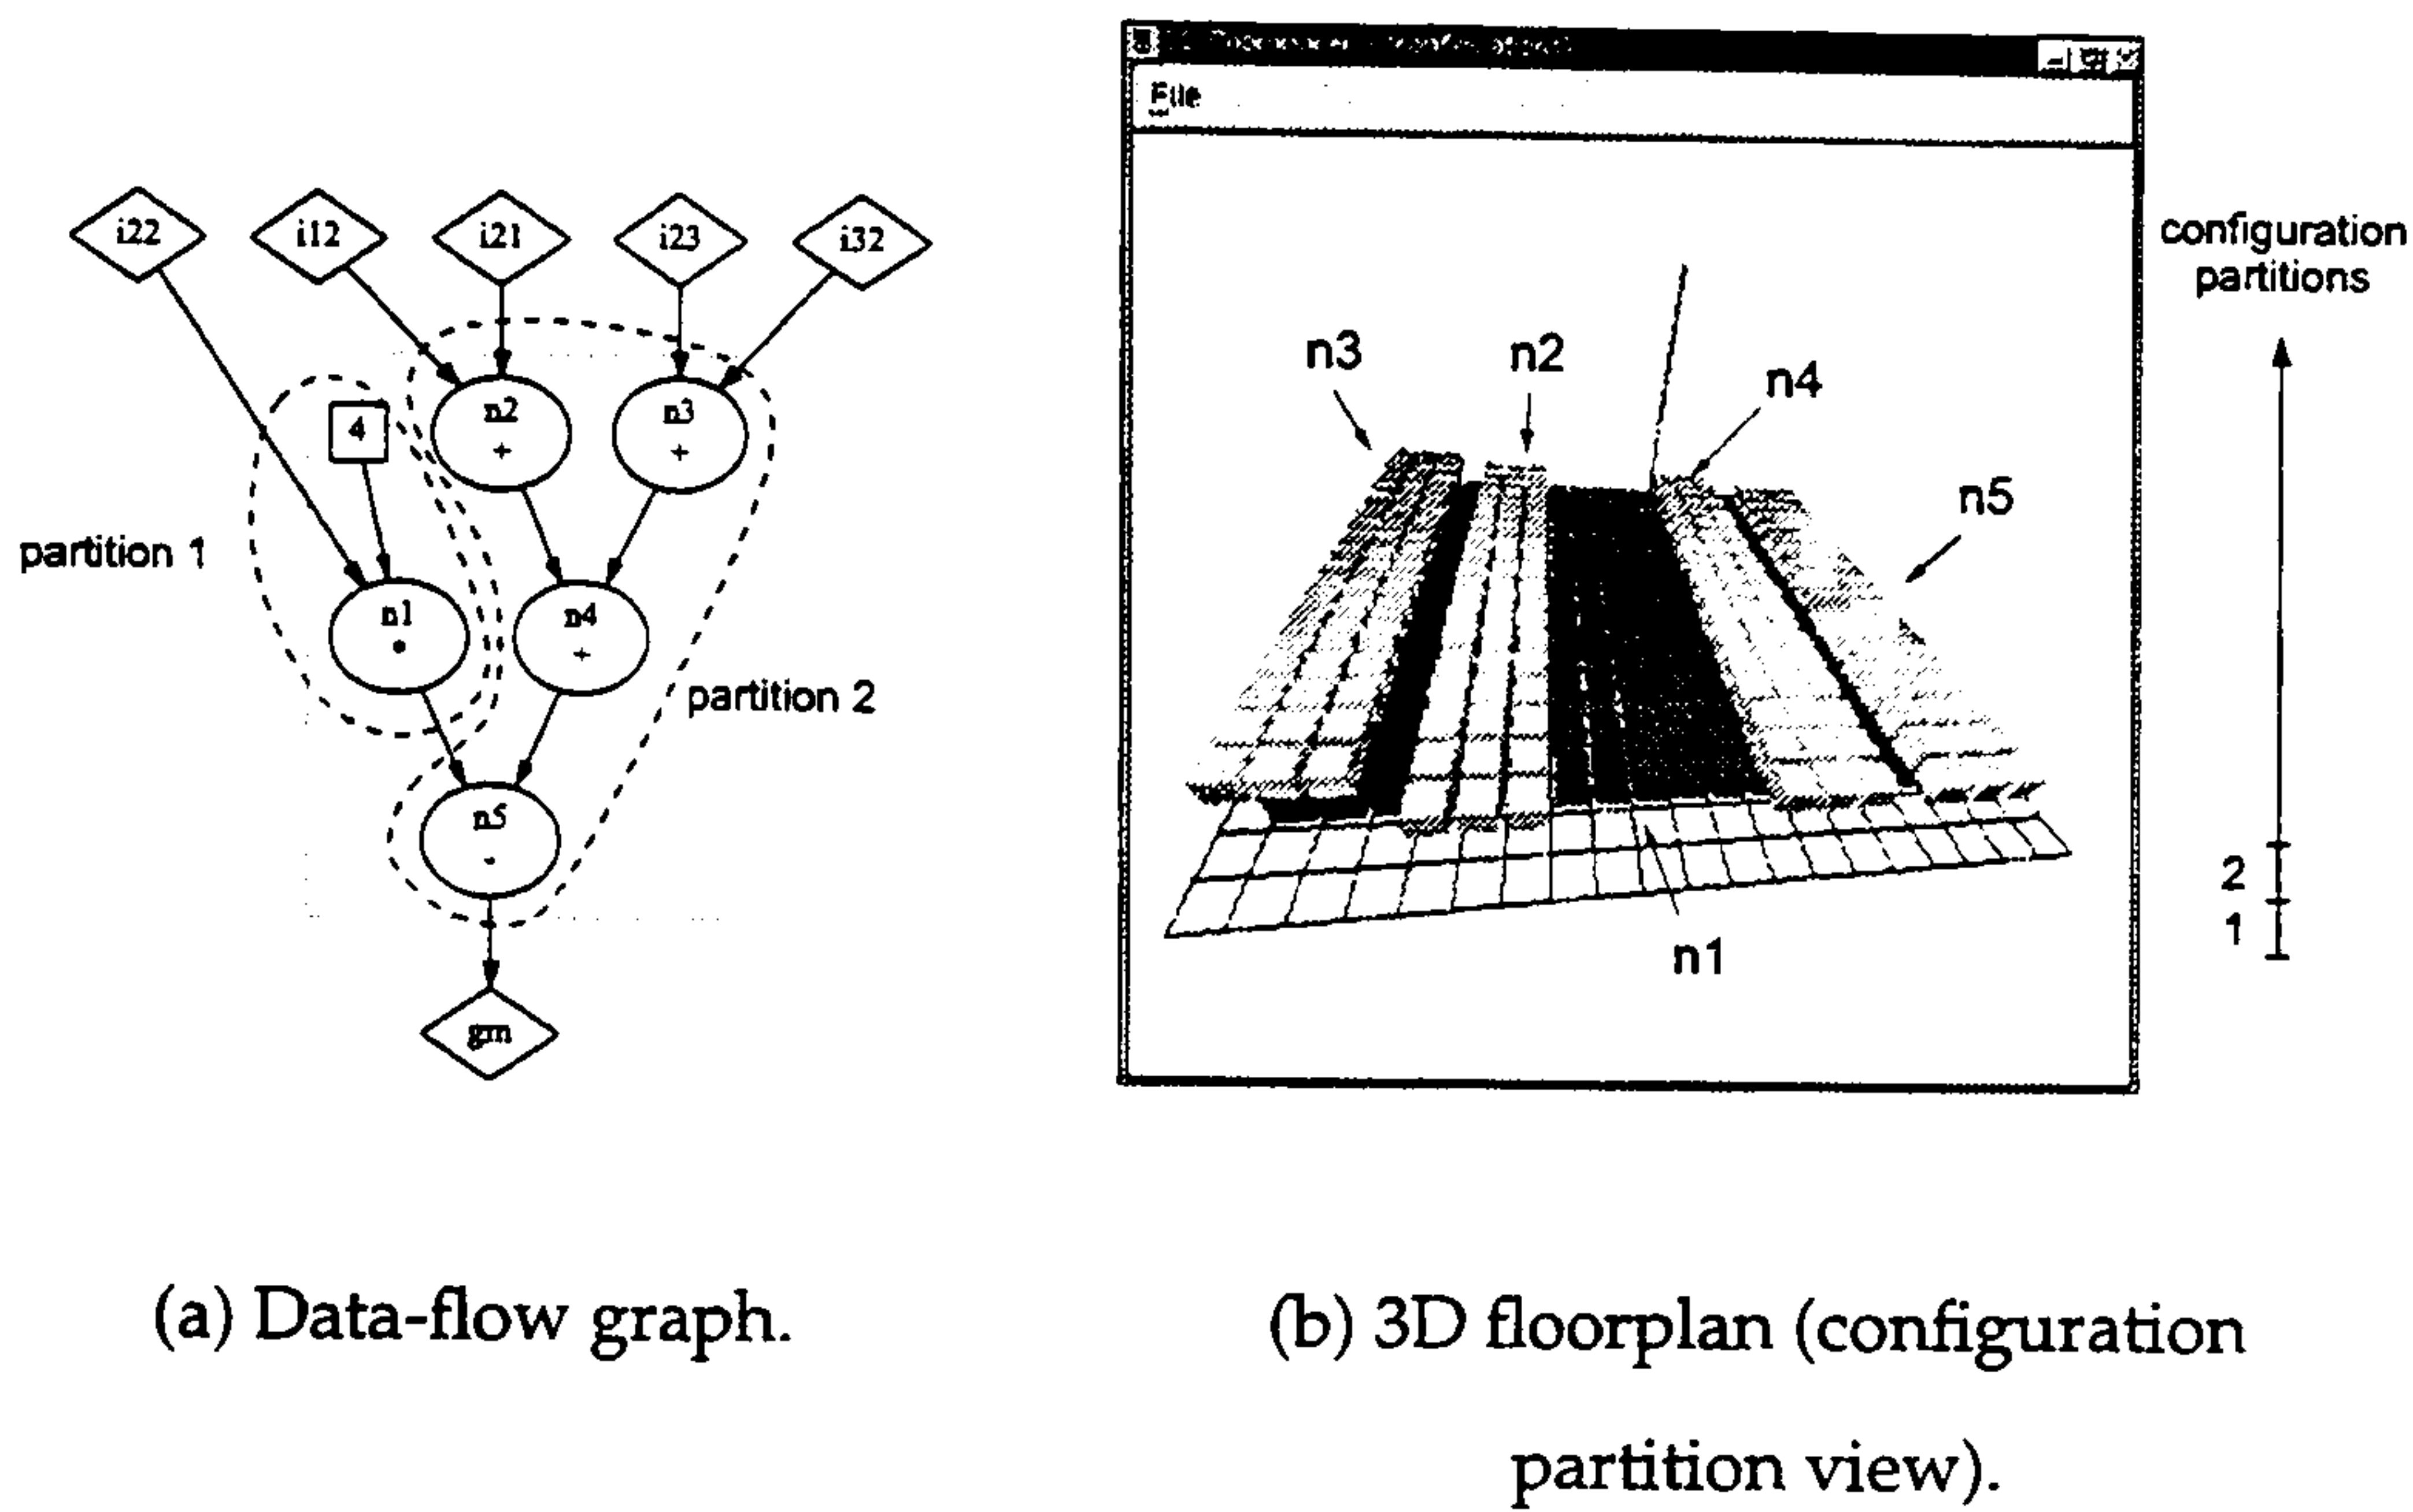 File
i22
i12
i21
i23
i32
configuration
partitions
n3
n2
n4
n2
+
n3
+
4
n5
partition 1
n1
•
n4
+
partition 2
n5
-
2
1
n1
gm
(a) Data-flow graph.
(b) 3D floorplan (configuration
partition view).